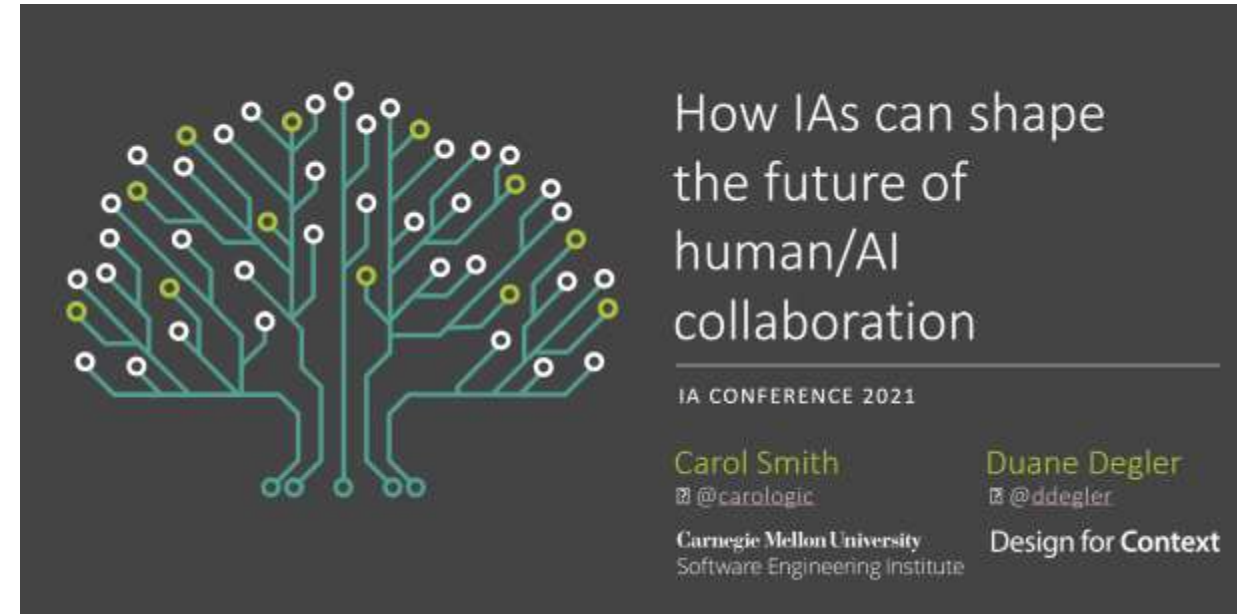 How IAs can shape
the future of
human/AI
collaboration
IA CONFERENCE 2021
Carol Smith
@carologic
Carnegie Mellon University
Software Engineering Institute
Duane Degler
@ddegler
Design for Context